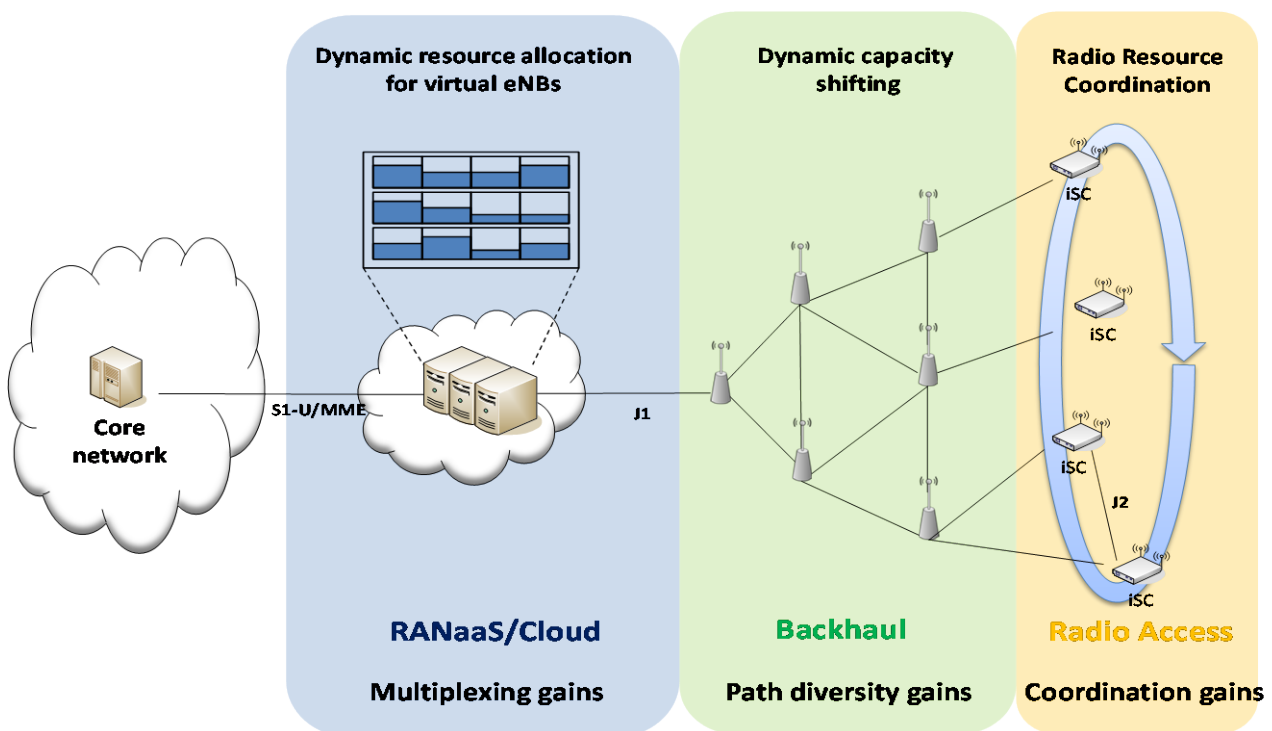 Dynamic resource allocation
for virtual eNBs
Dynamic capacity
shifting
Radio Resource
Coordination
iSC
iSC
Core
network
S1-U/MME
J1
iSC
J2
iSC
RANaaS/Cloud
Backhaul
Radio Access
Multiplexing gains
Path diversity gains
Coordination gains